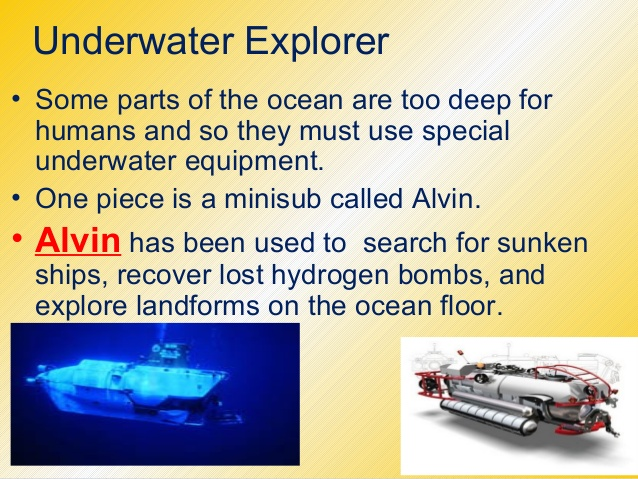 Underwater Explorer
• Some parts of the ocean are too deep for
humans and so they must use special
underwater equipment.
• One piece is a minisub called Alvin.
• Alvin has been used to  search for sunken
ships, recover lost hydrogen bombs, and
explore landforms on the ocean floor.